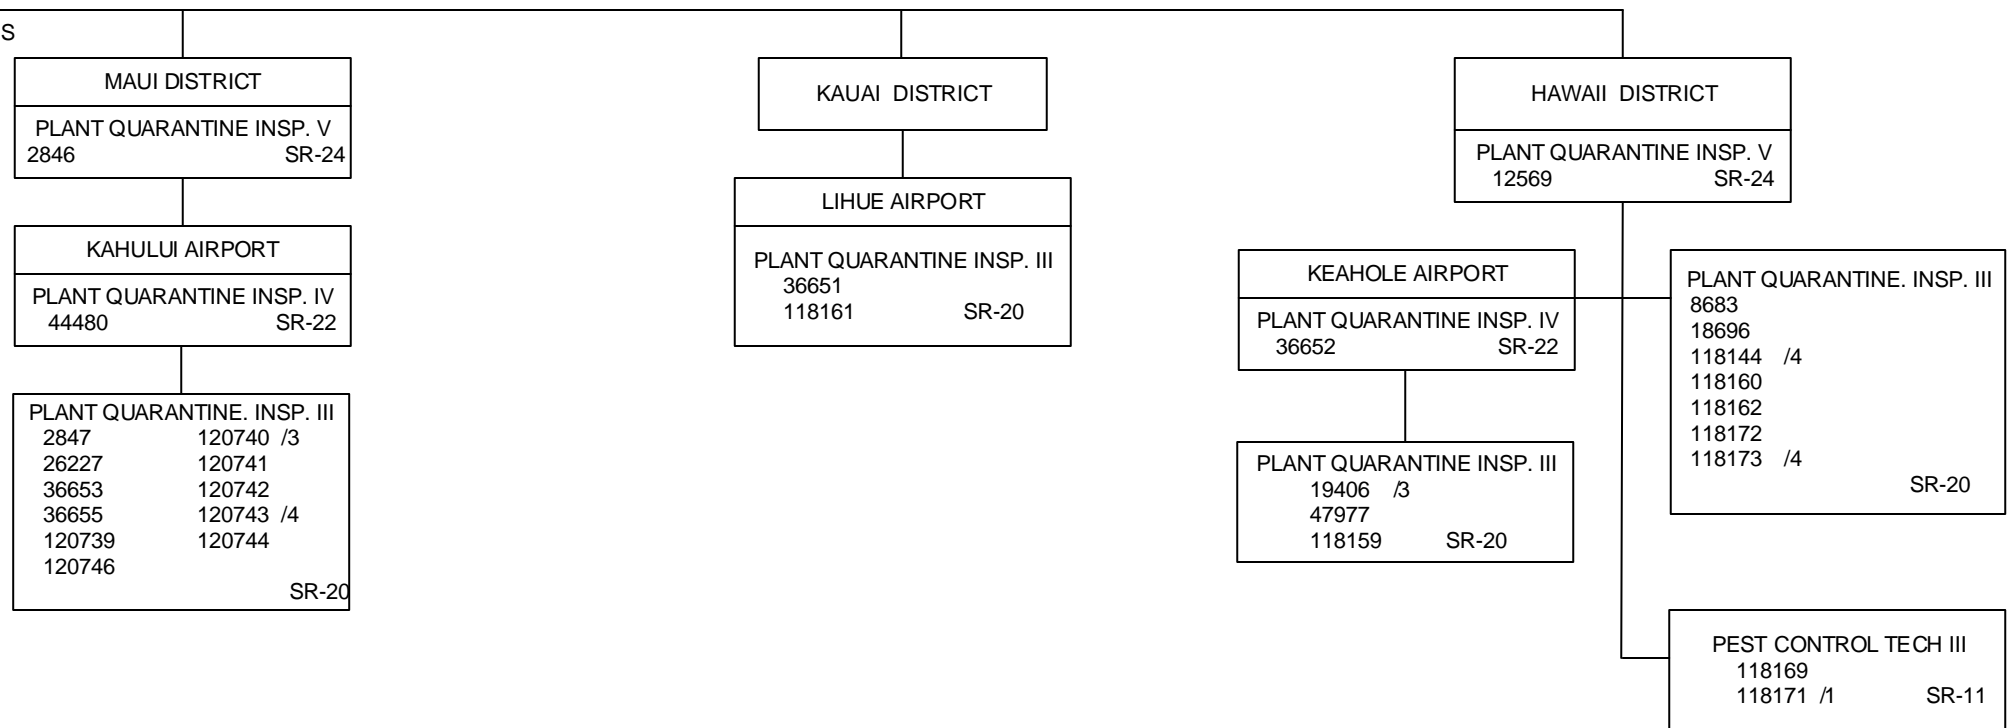 S
MAUI DISTRICT
PLANT QUARANTINE INSP. V
2846 SR-24
KAHULUI AIRPORT
PLANT QUARANTINE INSP. IV
44480 SR-22
PLANT QUARANTINE. INSP. III
2847 120740 /3
26227 120741
36653 120742
36655 120743 /4
120739 120744
120746
SR-20
KAUAI DISTRICT
LIHUE AIRPORT
PLANT QUARANTINE INSP. III
36651
118161 SR-20
HAWAII DISTRICT
PLANT QUARANTINE INSP. V
12569 SR-24
KEAHOLE AIRPORT
PLANT QUARANTINE INSP. IV
36652 SR-22
PLANT QUARANTINE INSP. III
19406 /3
47977
118159 SR-20
PLANT QUARANTINE. INSP. III
8683
18696
118144 /4
118160
118162
118172
118173 /4
SR-20
PEST CONTROL TECH III
118169
118171 /1 SR-11